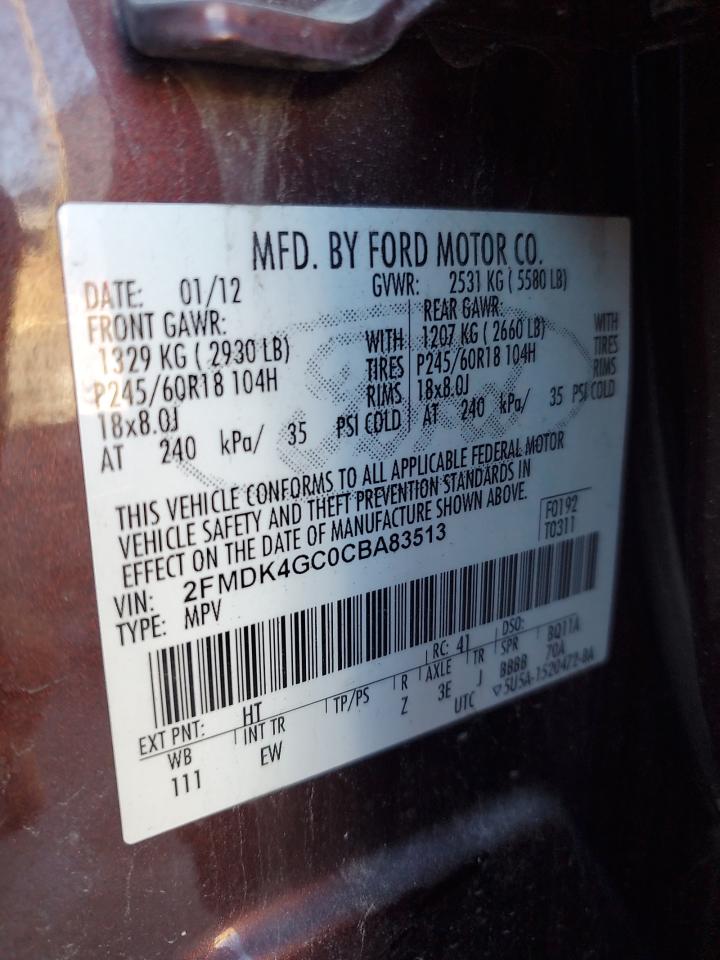 MFD. BY FORD MOTOR CO.
DATE: 01/12 GVWR: 2531 KG ( 5580 LB)
FRONT GAWR: REAR GAWR:
1329 KG ( 2930 LB) WITH 1207 KG ( 2660 LB) WITH
P245/60R18 104H TIRES P245/60R18 104H TIRES
18x8.0J RIMS 18x8.0J RIMS
AT 240 kPa/ 35 PSI COLD AT 240 kPa/ 35 PSI COLD
THIS VEHICLE CONFORMS TO ALL APPLICABLE FEDERAL MOTOR
VEHICLE SAFETY AND THEFT PREVENTION STANDARDS IN
EFFECT ON THE DATE OF MANUFACTURE SHOWN ABOVE.
F0192
T0311
VIN: 2FMDK4GC0CBA83513
TYPE: MPV
EXT PNT: HT RC: 41 DSO: BQ11A
WB INT TR TP/PS R AXLE TR SPR 70A
111 EW Z 3E J BBBB
UTC ▽5U5A-1520472-BA